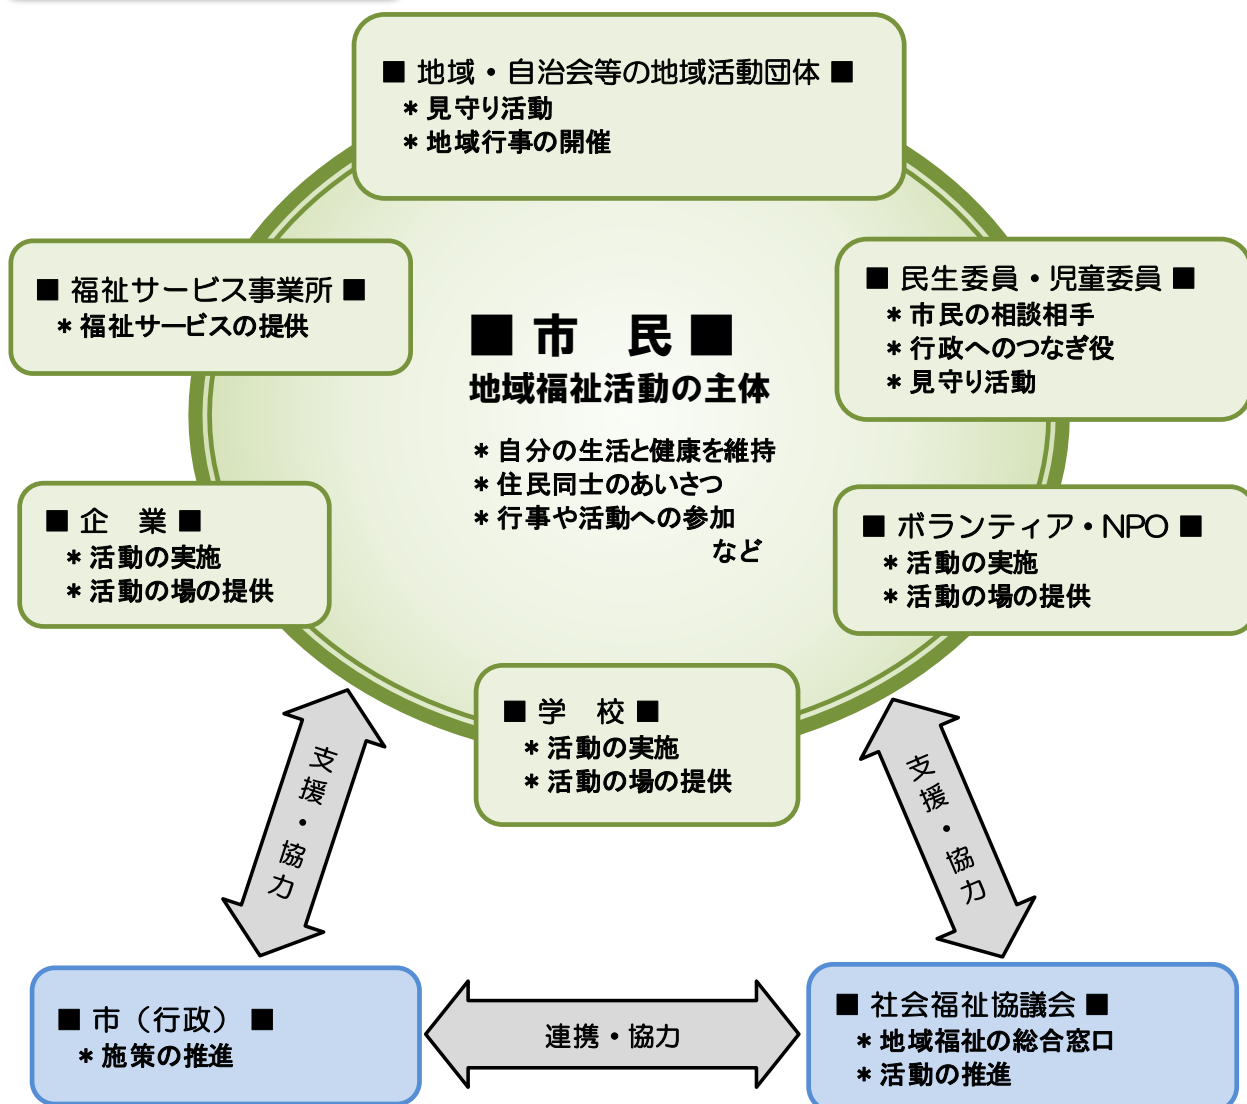 ■ 地域・自治会等の地域活動団体 ■
＊見守り活動
＊地域行事の開催
■ 福祉サービス事業所 ■
＊福祉サービスの提供
■ 民生委員・児童委員 ■
＊市民の相談相手
＊行政へのつなぎ役
＊見守り活動
■ 市　民 ■
地域福祉活動の主体
＊自分の生活と健康を維持
＊住民同士のあいさつ
＊行事や活動への参加
など
■ 企　業 ■
＊活動の実施
＊活動の場の提供
■ ボランティア・NPO ■
＊活動の実施
＊活動の場の提供
■ 学　校 ■
＊活動の実施
＊活動の場の提供
支援・協力
支援・協力
■ 市（行政） ■
＊施策の推進
連携・協力
■ 社会福祉協議会 ■
＊地域福祉の総合窓口
＊活動の推進